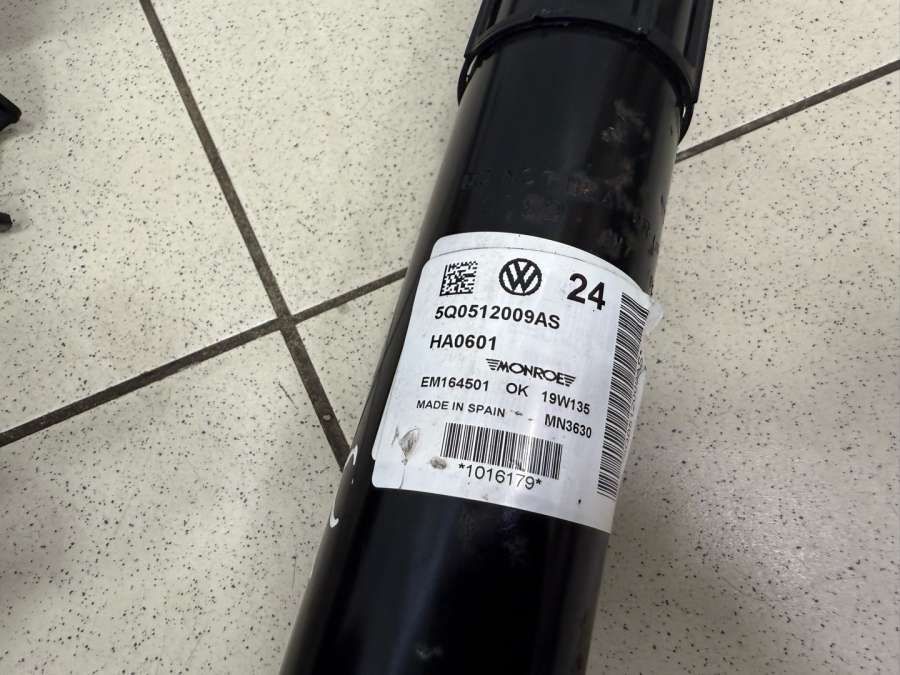 24
5Q0512009AS
HA0601
MONROE
EM164501 OK 19W135
MADE IN SPAIN MN3630
*1016179*